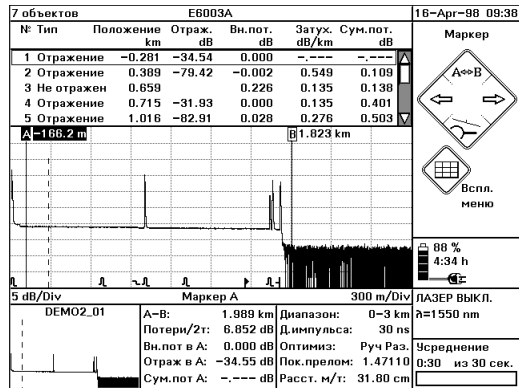 7 объектов E6003A 16-Apr-98 09:38
№ Тип Положение Отраж. Вн.пот. Затух. Сум.пот.
km dB dB dB/km dB
1 Отражение -0.281 -34.54 0.000 -.--- -.---
2 Отражение 0.389 -79.42 -0.002 0.549 0.109
3 Не отражен 0.659 0.226 0.135 0.138
4 Отражение 0.715 -31.93 0.000 0.135 0.401
5 Отражение 1.016 -82.91 0.028 0.276 0.503
Маркер
A⇔B
A -166.2 m B 1.823 km
Вспл.
меню
88 %
4:34 h
5 dB/Div Маркер A 300 m/Div
ЛАЗЕР ВЫКЛ.
λ=1550 nm
DEMO2_01
A-B: 1.989 km Диапазон: 0-3 km
Потери/2т: 6.852 dB Д.импульса: 30 ns
Вн.пот в A: 0.000 dB Оптимиз: Руч Раз.
Отраж в A: -34.55 dB Пок.прелом: 1.47110
Сум.пот A: -.--- dB Расст. м/т: 31.80 cm
Усреднение
0:30 из 30 сек.